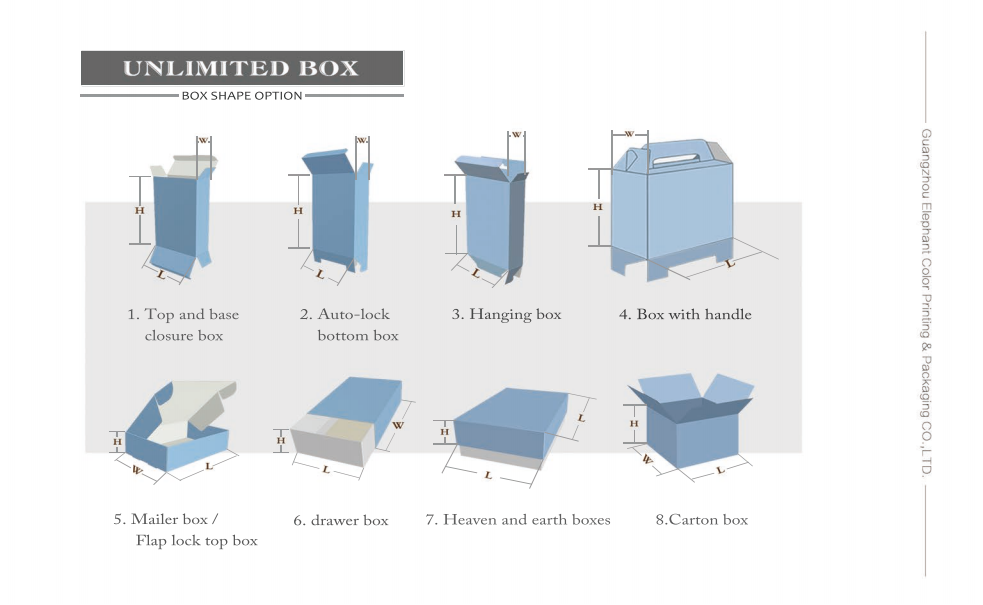 UNLIMITED BOX
BOX SHAPE OPTION
W.
W.
W.
W
H
H
H
H
L
L
L
L
1. Top and base
closure box
2. Auto-lock
bottom box
3. Hanging box
4. Box with handle
H
W
L
H
L
W
H
L
L
H
W
L
5. Mailer box /
Flap lock top box
6. drawer box
7. Heaven and earth boxes
8.Carton box
Guangzhou Elephant Color Printing & Packaging CO.,LTD.